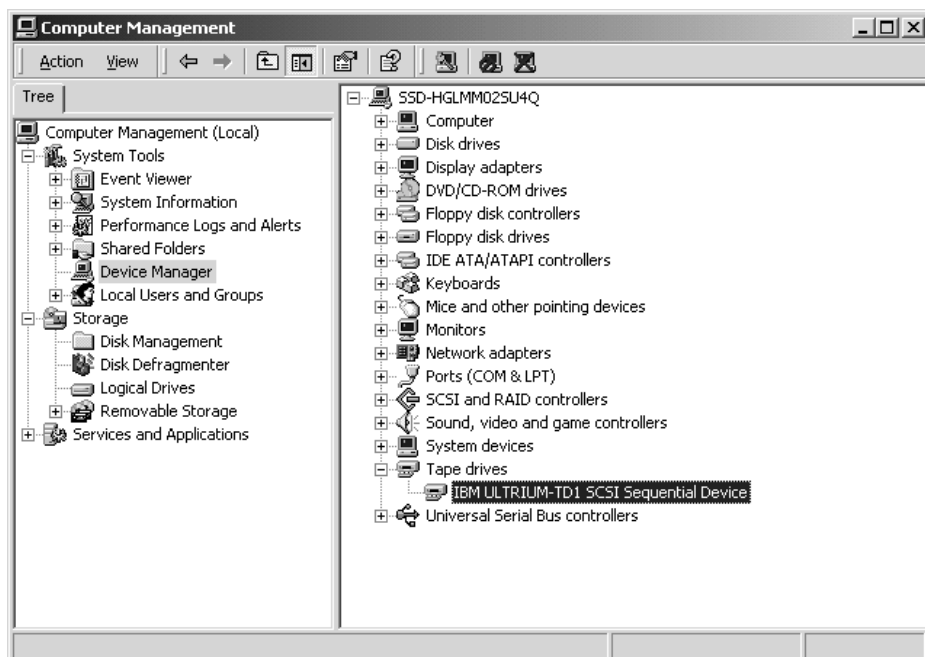 Computer Management
Action View
Tree
Computer Management (Local)
System Tools
Event Viewer
System Information
Performance Logs and Alerts
Shared Folders
Device Manager
Local Users and Groups
Storage
Disk Management
Disk Defragmenter
Logical Drives
Removable Storage
Services and Applications
SSD-HGLMM02SU4Q
Computer
Disk drives
Display adapters
DVD/CD-ROM drives
Floppy disk controllers
Floppy disk drives
IDE ATA/ATAPI controllers
Keyboards
Mice and other pointing devices
Monitors
Network adapters
Ports (COM & LPT)
SCSI and RAID controllers
Sound, video and game controllers
System devices
Tape drives
IBM ULTRIUM-TD1 SCSI Sequential Device
Universal Serial Bus controllers